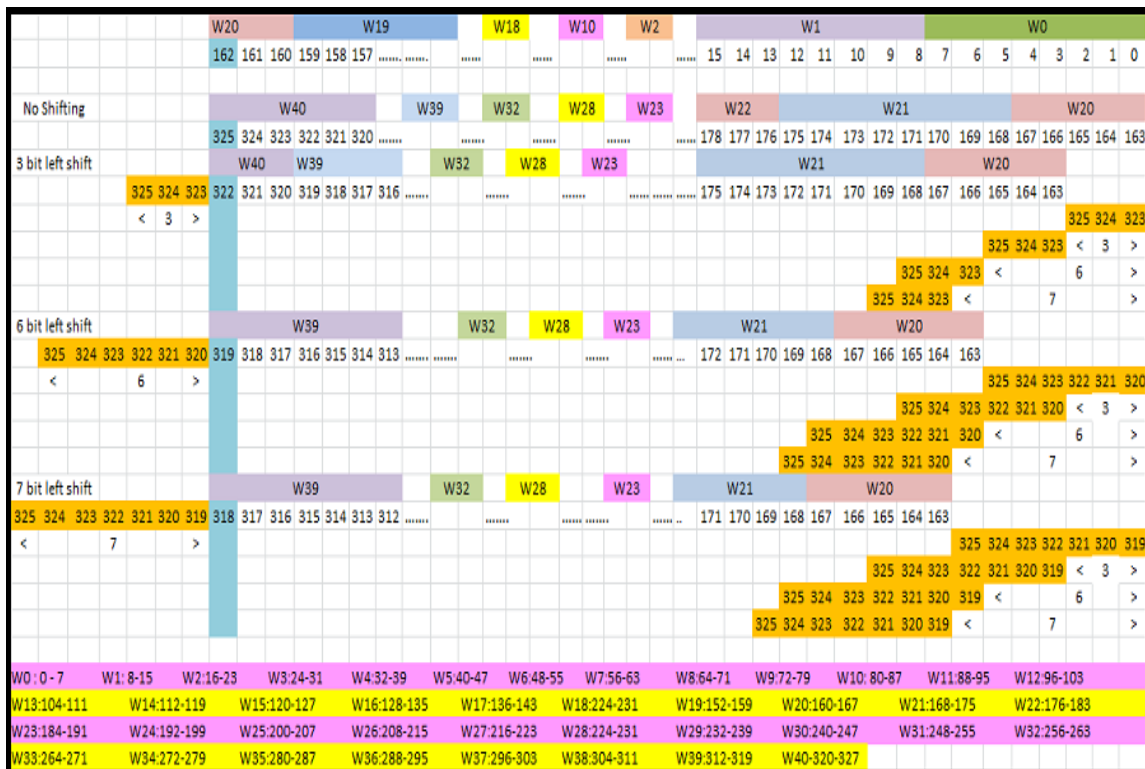 W20 W19 W18 W10 W2 W1 W0
162 161 160 159 158 157 ....... ....... ...... ...... ...... ...... 15 14 13 12 11 10 9 8 7 6 5 4 3 2 1 0
No Shifting W40 W39 W32 W28 W23 W22 W21 W20
325 324 323 322 321 320 ....... ....... ....... ....... ...... 178 177 176 175 174 173 172 171 170 169 168 167 166 165 164 163
3 bit left shift W40 W39 W32 W28 W23 W21 W20
325 324 323 322 321 320 319 318 317 316 ....... ....... ....... ...... ...... ...... 175 174 173 172 171 170 169 168 167 166 165 164 163
< 3 > 325 324 323
325 324 323 < 3 >
325 324 323 < 6 >
325 324 323 < 7 >
6 bit left shift W39 W32 W28 W23 W21 W20
325 324 323 322 321 320 319 318 317 316 315 314 313 ....... ....... ....... ....... ...... ... 172 171 170 169 168 167 166 165 164 163
< 6 > 325 324 323 322 321 320
325 324 323 322 321 320 < 3 >
325 324 323 322 321 320 < 6 >
325 324 323 322 321 320 < 7 >
7 bit left shift W39 W32 W28 W23 W21 W20
325 324 323 322 321 320 319 318 317 316 315 314 313 312 ....... ....... ...... ....... ...... .. 171 170 169 168 167 166 165 164 163
< 7 > 325 324 323 322 321 320 319
325 324 323 322 321 320 319 < 3 >
325 324 323 322 321 320 319 < 6 >
325 324 323 322 321 320 319 < 7 >
W0 : 0 - 7 W1: 8-15 W2:16-23 W3:24-31 W4:32-39 W5:40-47 W6:48-55 W7:56-63 W8:64-71 W9:72-79 W10: 80-87 W11:88-95 W12:96-103
W13:104-111 W14:112-119 W15:120-127 W16:128-135 W17:136-143 W18:224-231 W19:152-159 W20:160-167 W21:168-175 W22:176-183
W23:184-191 W24:192-199 W25:200-207 W26:208-215 W27:216-223 W28:224-231 W29:232-239 W30:240-247 W31:248-255 W32:256-263
W33:264-271 W34:272-279 W35:280-287 W36:288-295 W37:296-303 W38:304-311 W39:312-319 W40-320-327